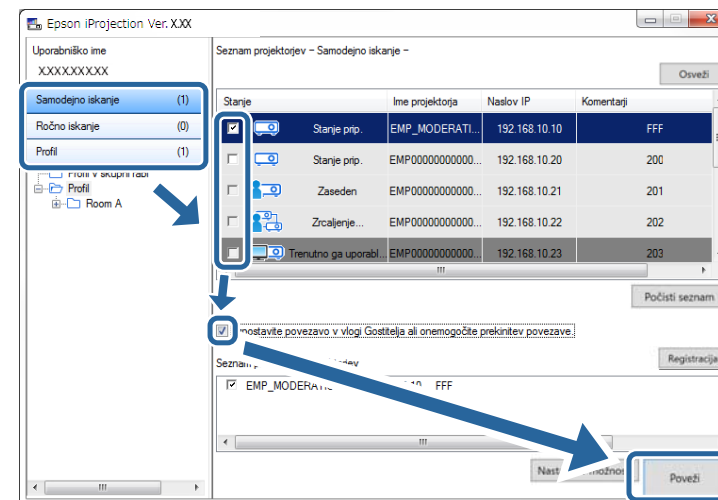 Epson iProjection Ver. X.XX
Uporabniško ime
XXXXXXXXX
Samodejno iskanje (1)
Ročno iskanje (0)
Profil (1)
Profil v skupni rabi
Profil
Room A
Seznam projektorjev - Samodejno iskanje -
Osveži
Stanje Ime projektorja Naslov IP Komentarji
Stanje prip. EMP_MODERATI... 192.168.10.10 FFF
Stanje prip. EMP00000000000... 192.168.10.20 200
Zaseden EMP00000000000... 192.168.10.21 201
Zrcaljenje... EMP00000000000... 192.168.10.22 202
Trenutno ga uporabl... EMP00000000000... 192.168.10.23 203
Počisti seznam
povezavo v vlogi Gostitelja ali onemogočite prekinitev povezave.
Registracija
EMP_MODERATI FFF
Poveži